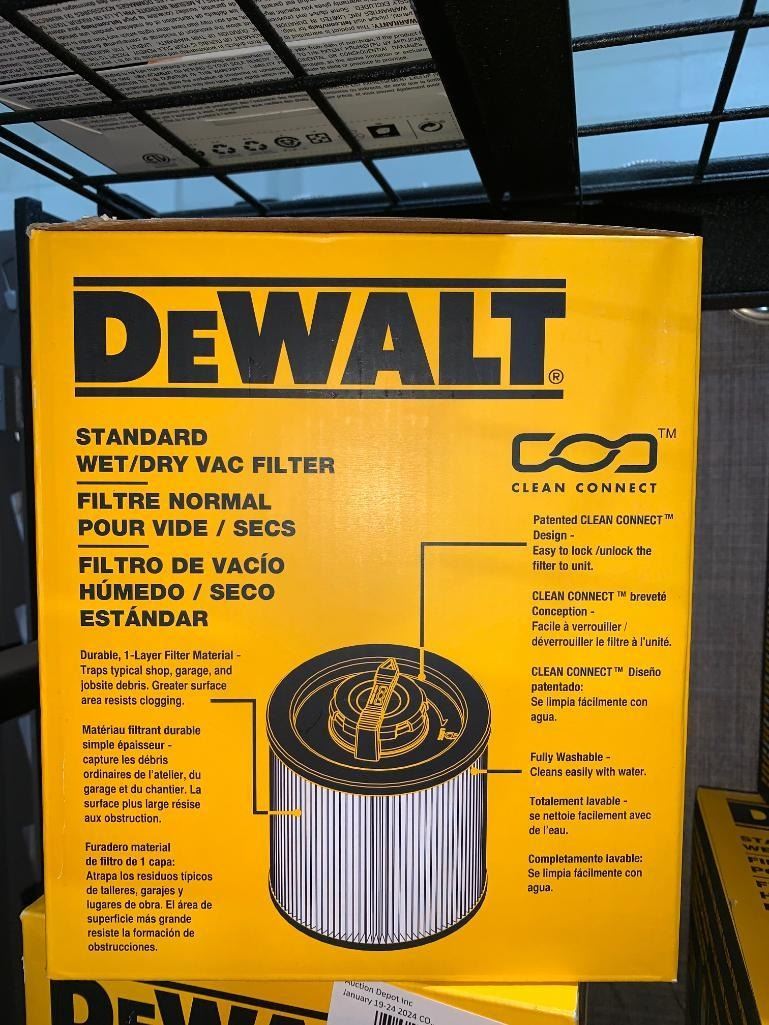 DEWALT®
STANDARD
WET/DRY VAC FILTER
FILTRE NORMAL
POUR VIDE / SECS
FILTRO DE VACÍO
HÚMEDO / SECO
ESTÁNDAR
TM
CLEAN CONNECT
Patented CLEAN CONNECT™
Design -
Easy to lock /unlock the
filter to unit.
CLEAN CONNECT ™ breveté
Conception -
Facile à verrouiller /
déverrouiller le filtre à l'unité.
CLEAN CONNECT™ Diseño
patentado:
Se limpia fácilmente con
agua.
Durable, 1-Layer Filter Material -
Traps typical shop, garage, and
jobsite debris. Greater surface
area resists clogging.
Matériau filtrant durable
simple épaisseur -
capture les débris
ordinaires de l'atelier, du
garage et du chantier. La
surface plus large résise
aux obstruction.
Furadero material
de filtro de 1 capa:
Atrapa los residuos típicos
de talleres, garajes y
lugares de obra. El área de
superficie más grande
resiste la formación de
obstrucciones.
Fully Washable -
Cleans easily with water.
Totalement lavable -
se nettoie facilement avec
de l'eau.
Completamente lavable:
Se limpia fácilmente con
agua.
DEWA
Auction Depot Inc
January 19-24 2024 CO.